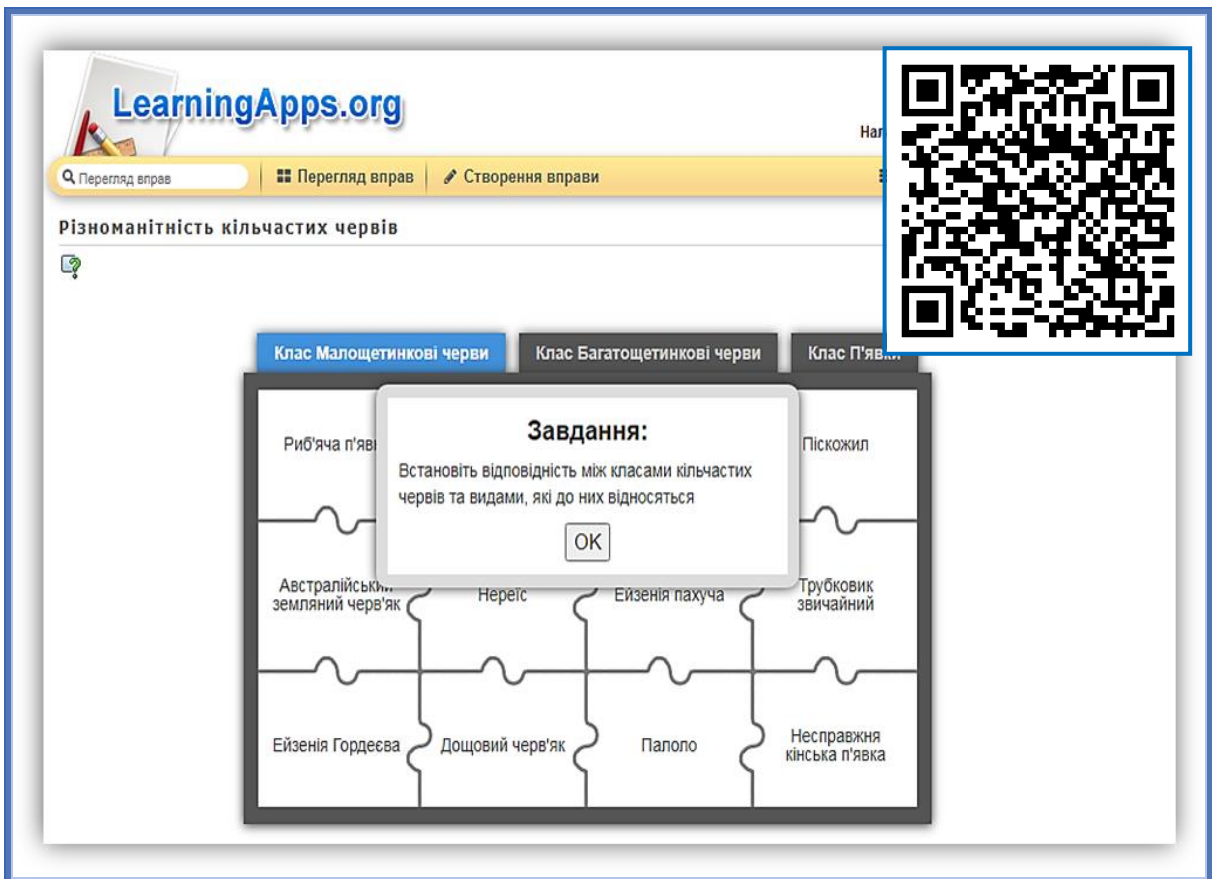 LearningApps.org
Перегляд вправ
Перегляд вправ
Створення вправи
Різноманітність кільчастих червів
Клас Малощетинкові черви
Клас Багатощетинкові черви
Клас П'явки
Завдання:
Встановіть відповідність між класами кільчастих
червів та видами, які до них відносяться
OK
Риб'яча
Піскожил
Австралійський
земляний черв'як
Нереїс
Ейзенія пахуча
Трубковик
звичайний
Ейзенія Гордеєва
Дощовий черв'як
Палоло
Несправжня
кінська п'явка